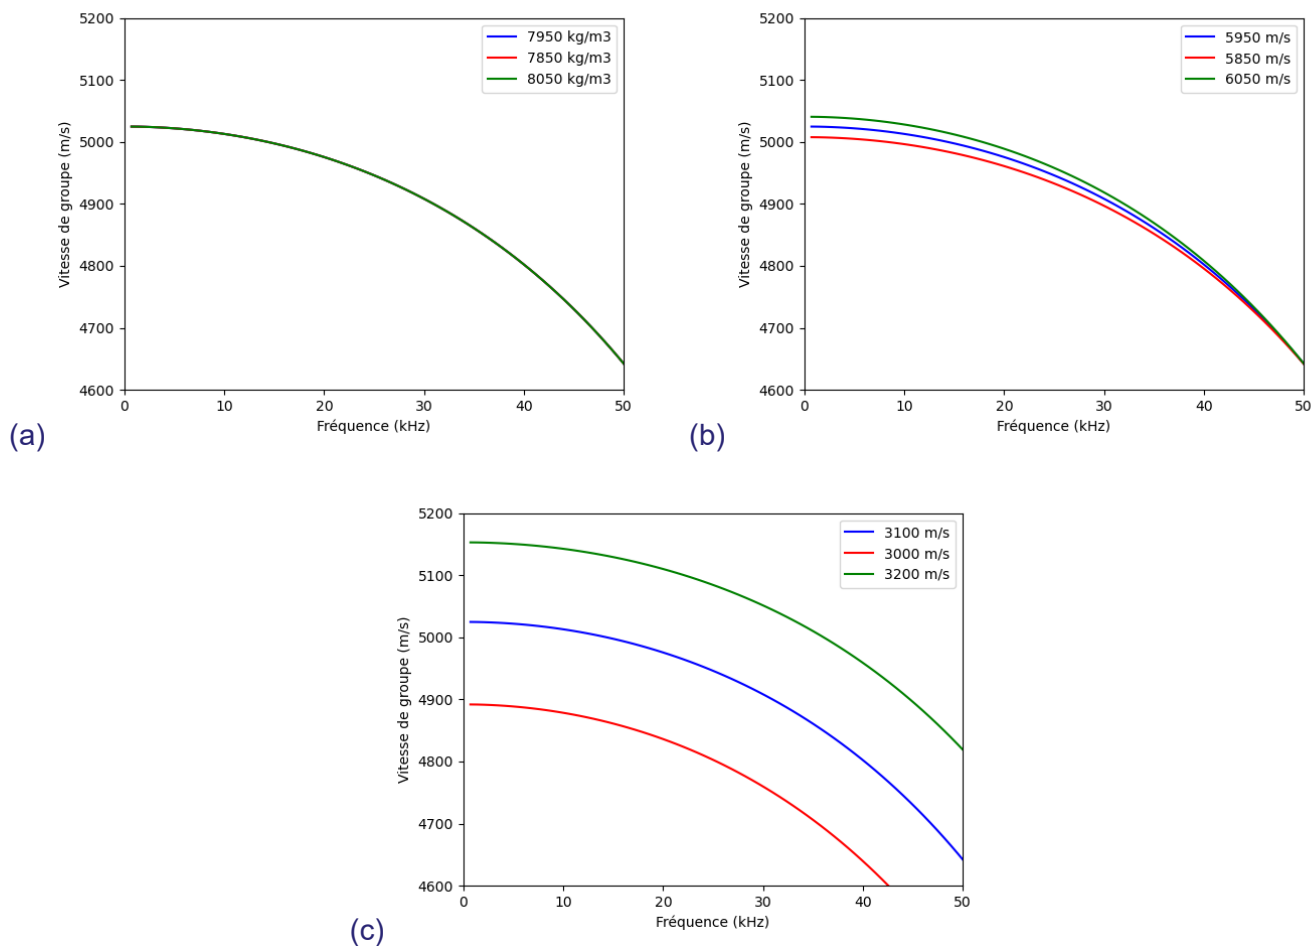 5200
5100
5000
4900
4800
4700
4600
Vitesse de groupe (m/s)
7950 kg/m3
7850 kg/m3
8050 kg/m3
0 10 20 30 40 50
Fréquence (kHz)
(a)
5200
5100
5000
4900
4800
4700
4600
Vitesse de groupe (m/s)
5950 m/s
5850 m/s
6050 m/s
0 10 20 30 40 50
Fréquence (kHz)
(b)
5200
5100
5000
4900
4800
4700
4600
Vitesse de groupe (m/s)
3100 m/s
3000 m/s
3200 m/s
0 10 20 30 40 50
Fréquence (kHz)
(c)